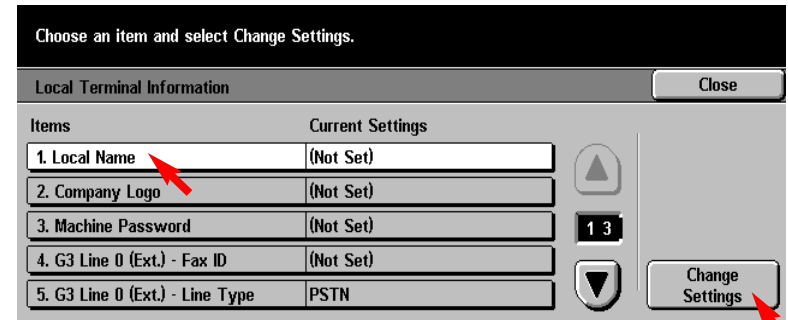 Choose an item and select Change Settings.
Local Terminal Information
Close
Items Current Settings
1. Local Name (Not Set)
2. Company Logo (Not Set)
3. Machine Password (Not Set)
4. G3 Line 0 (Ext.) - Fax ID (Not Set)
5. G3 Line 0 (Ext.) - Line Type PSTN
1 3
Change
Settings